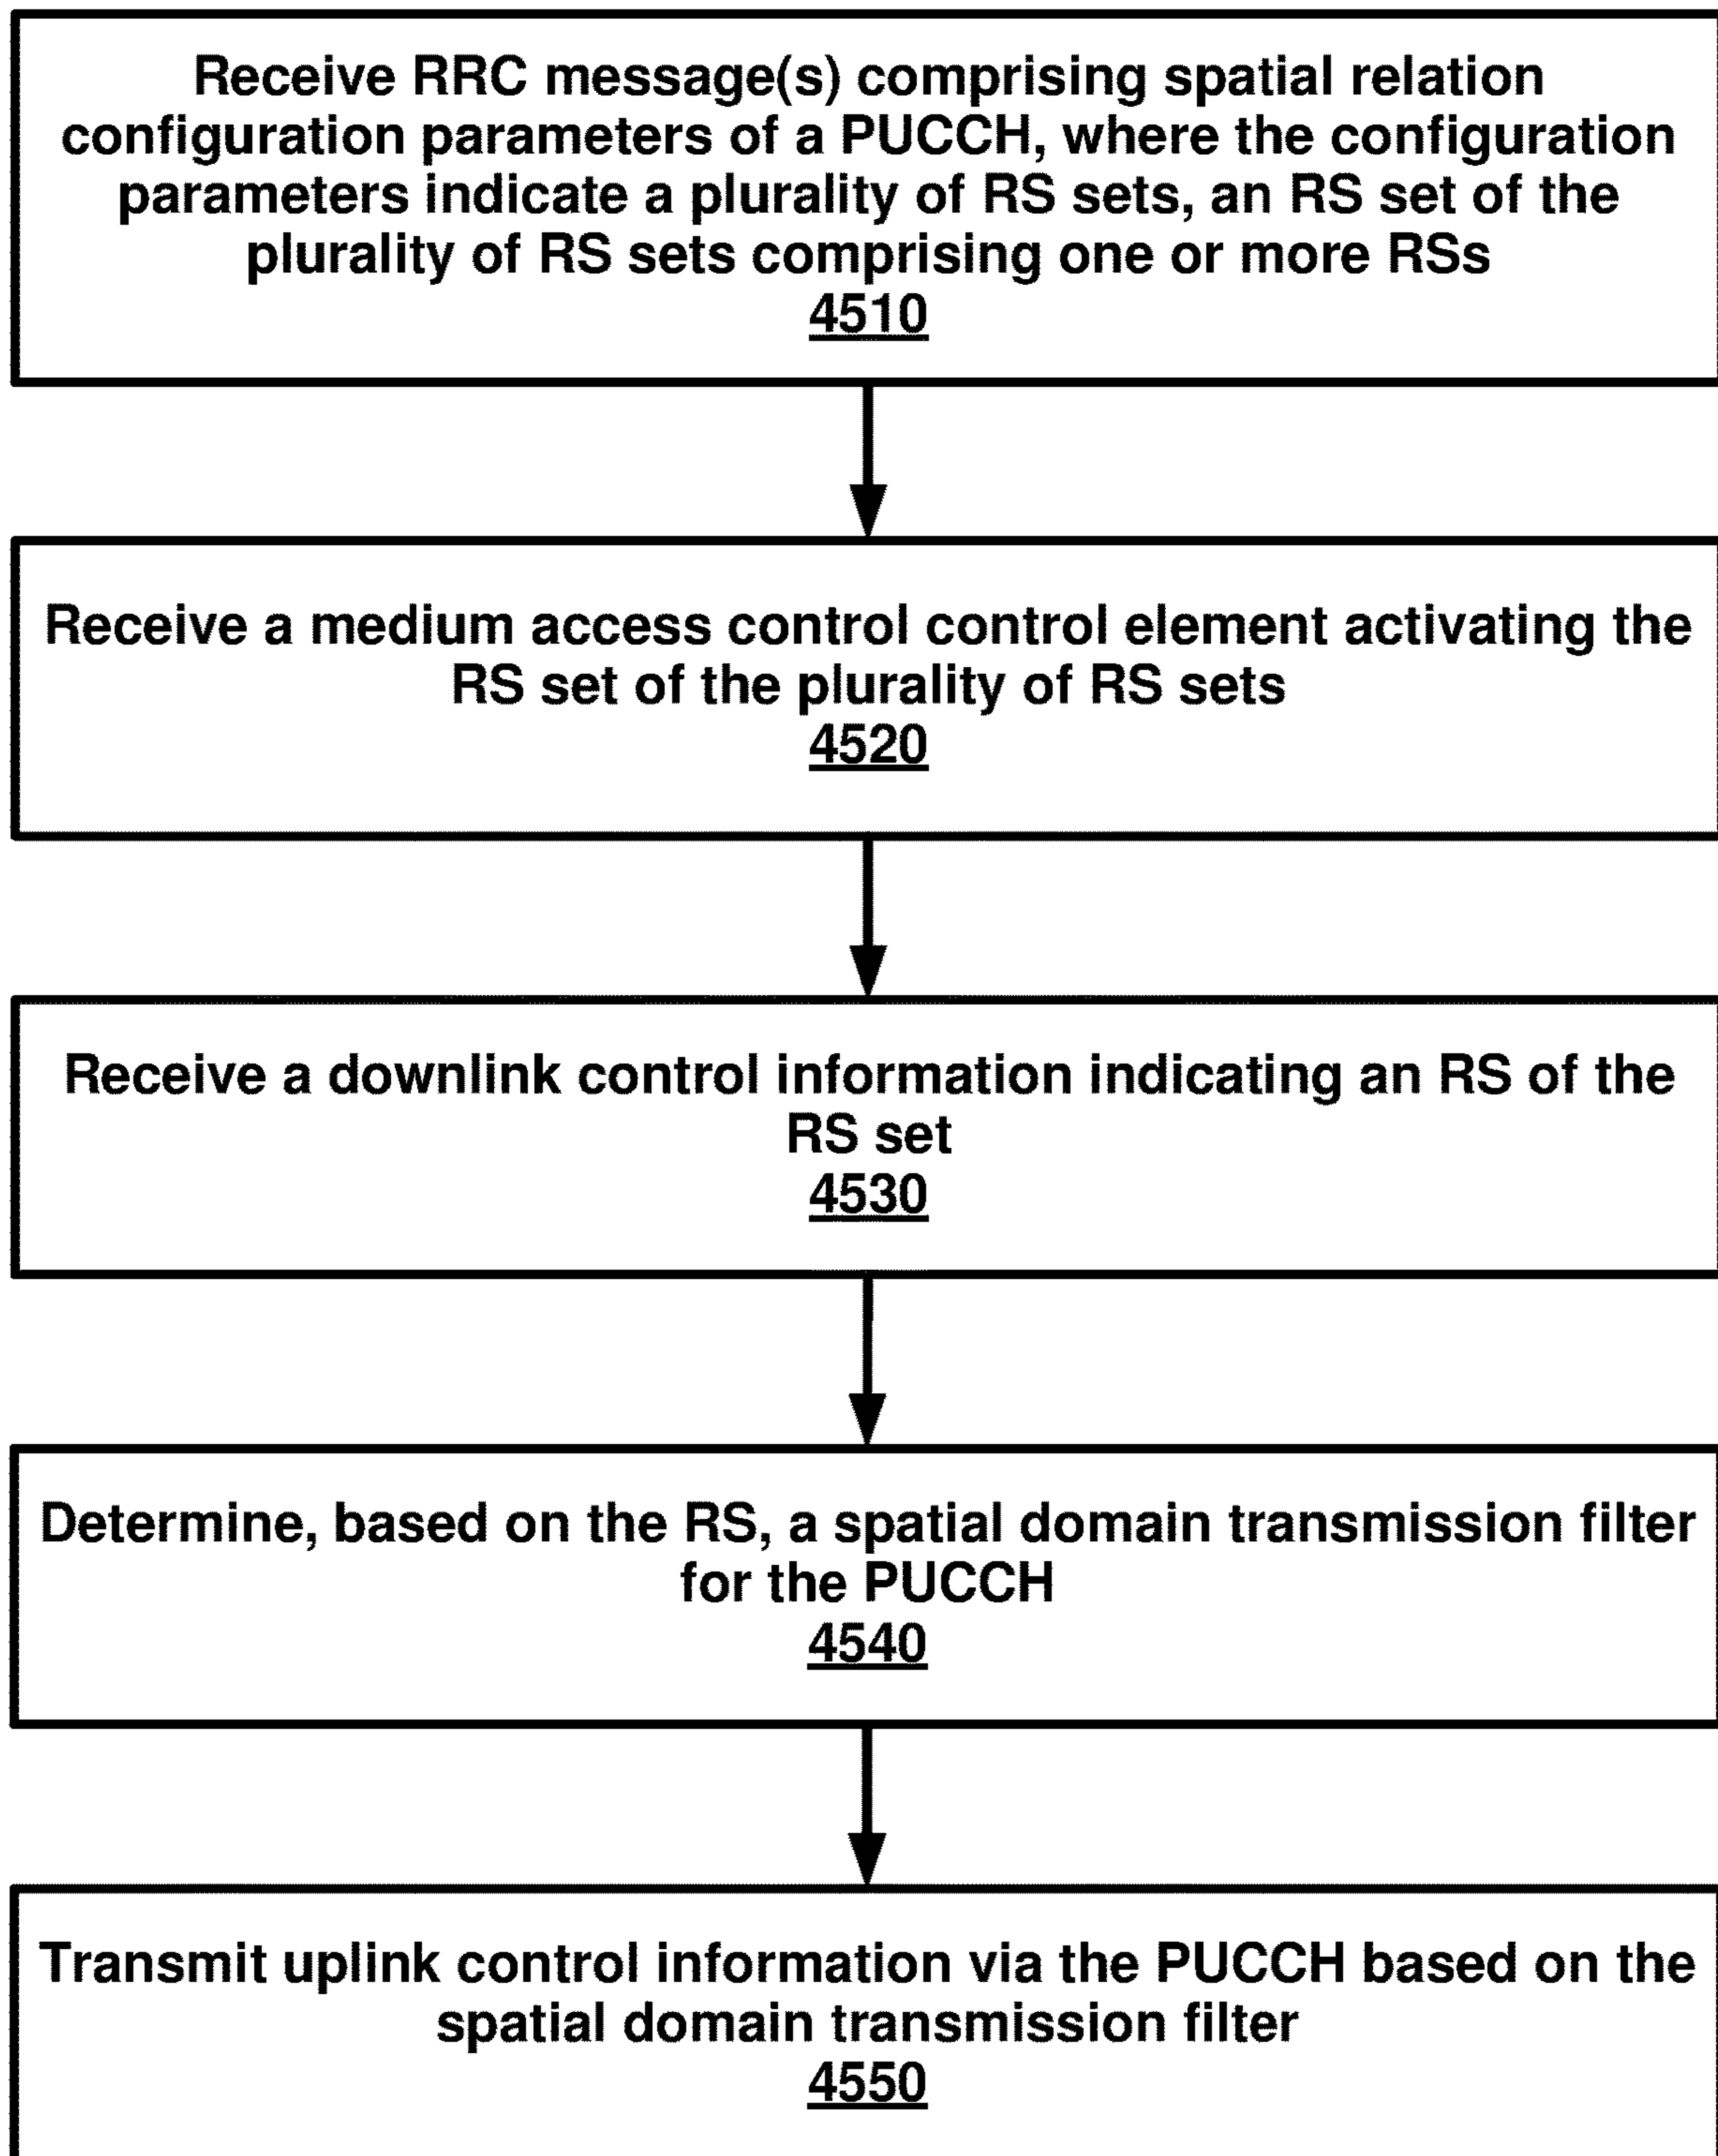 Receive RRC message(s) comprising spatial relation
configuration parameters of a PUCCH, where the configuration
parameters indicate a plurality of RS sets, an RS set of the
plurality of RS sets comprising one or more RSs
4510
Receive a medium access control control element activating the
RS set of the plurality of RS sets
4520
Receive a downlink control information indicating an RS of the
RS set
4530
Determine, based on the RS, a spatial domain transmission filter
for the PUCCH
4540
Transmit uplink control information via the PUCCH based on the
spatial domain transmission filter
4550